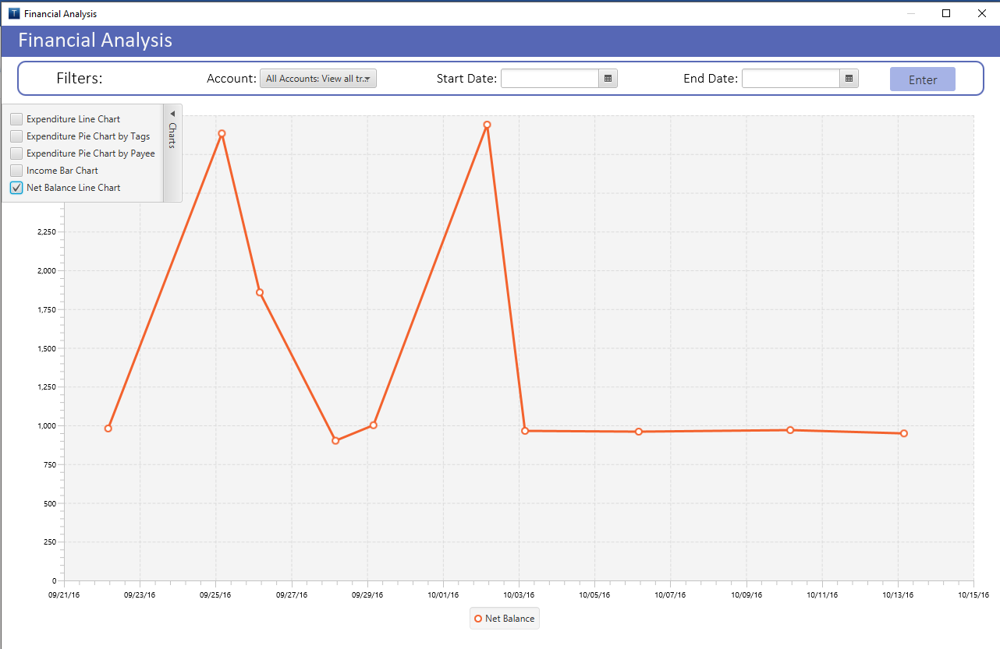 Financial Analysis
Financial Analysis
Filters: Account: All Accounts: View all tr.. Start Date: End Date: Enter
Expenditure Line Chart
Expenditure Pie Chart by Tags
Expenditure Pie Chart by Payee
Income Bar Chart
Net Balance Line Chart
Charts
2,250
2,000
1,750
1,500
1,250
1,000
750
500
250
0
09/21/16 09/23/16 09/25/16 09/27/16 09/29/16 10/01/16 10/03/16 10/05/16 10/07/16 10/09/16 10/11/16 10/13/16 10/15/16
Net Balance